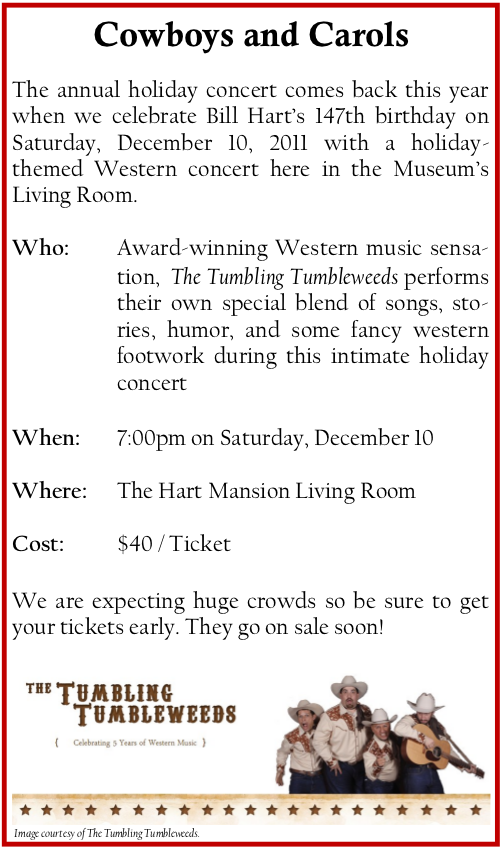 Cowboys and Carols
The annual holiday concert comes back this year
when we celebrate Bill Hart's 147th birthday on
Saturday, December 10, 2011 with a holiday-
themed Western concert here in the Museum's
Living Room.
Who: Award-winning Western music sensa-
tion, The Tumbling Tumbleweeds performs
their own special blend of songs, sto-
ries, humor, and some fancy western
footwork during this intimate holiday
concert
When: 7:00pm on Saturday, December 10
Where: The Hart Mansion Living Room
Cost: $40 / Ticket
We are expecting huge crowds so be sure to get
your tickets early. They go on sale soon!
THE TUMBLING
TUMBLEWEEDS
{ Celebrating 5 Years of Western Music }
Image courtesy of The Tumbling Tumbleweeds.